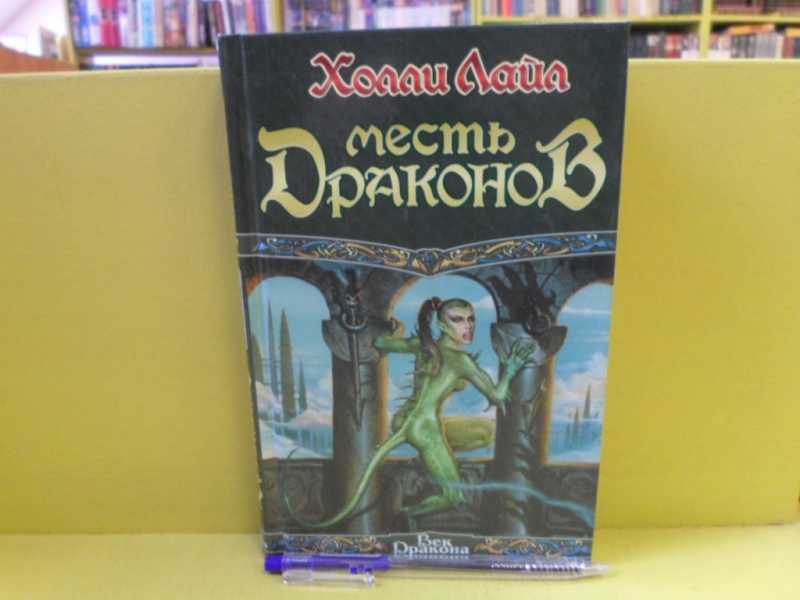 Холли Лайл
месть
Драконов
Век
Дракона